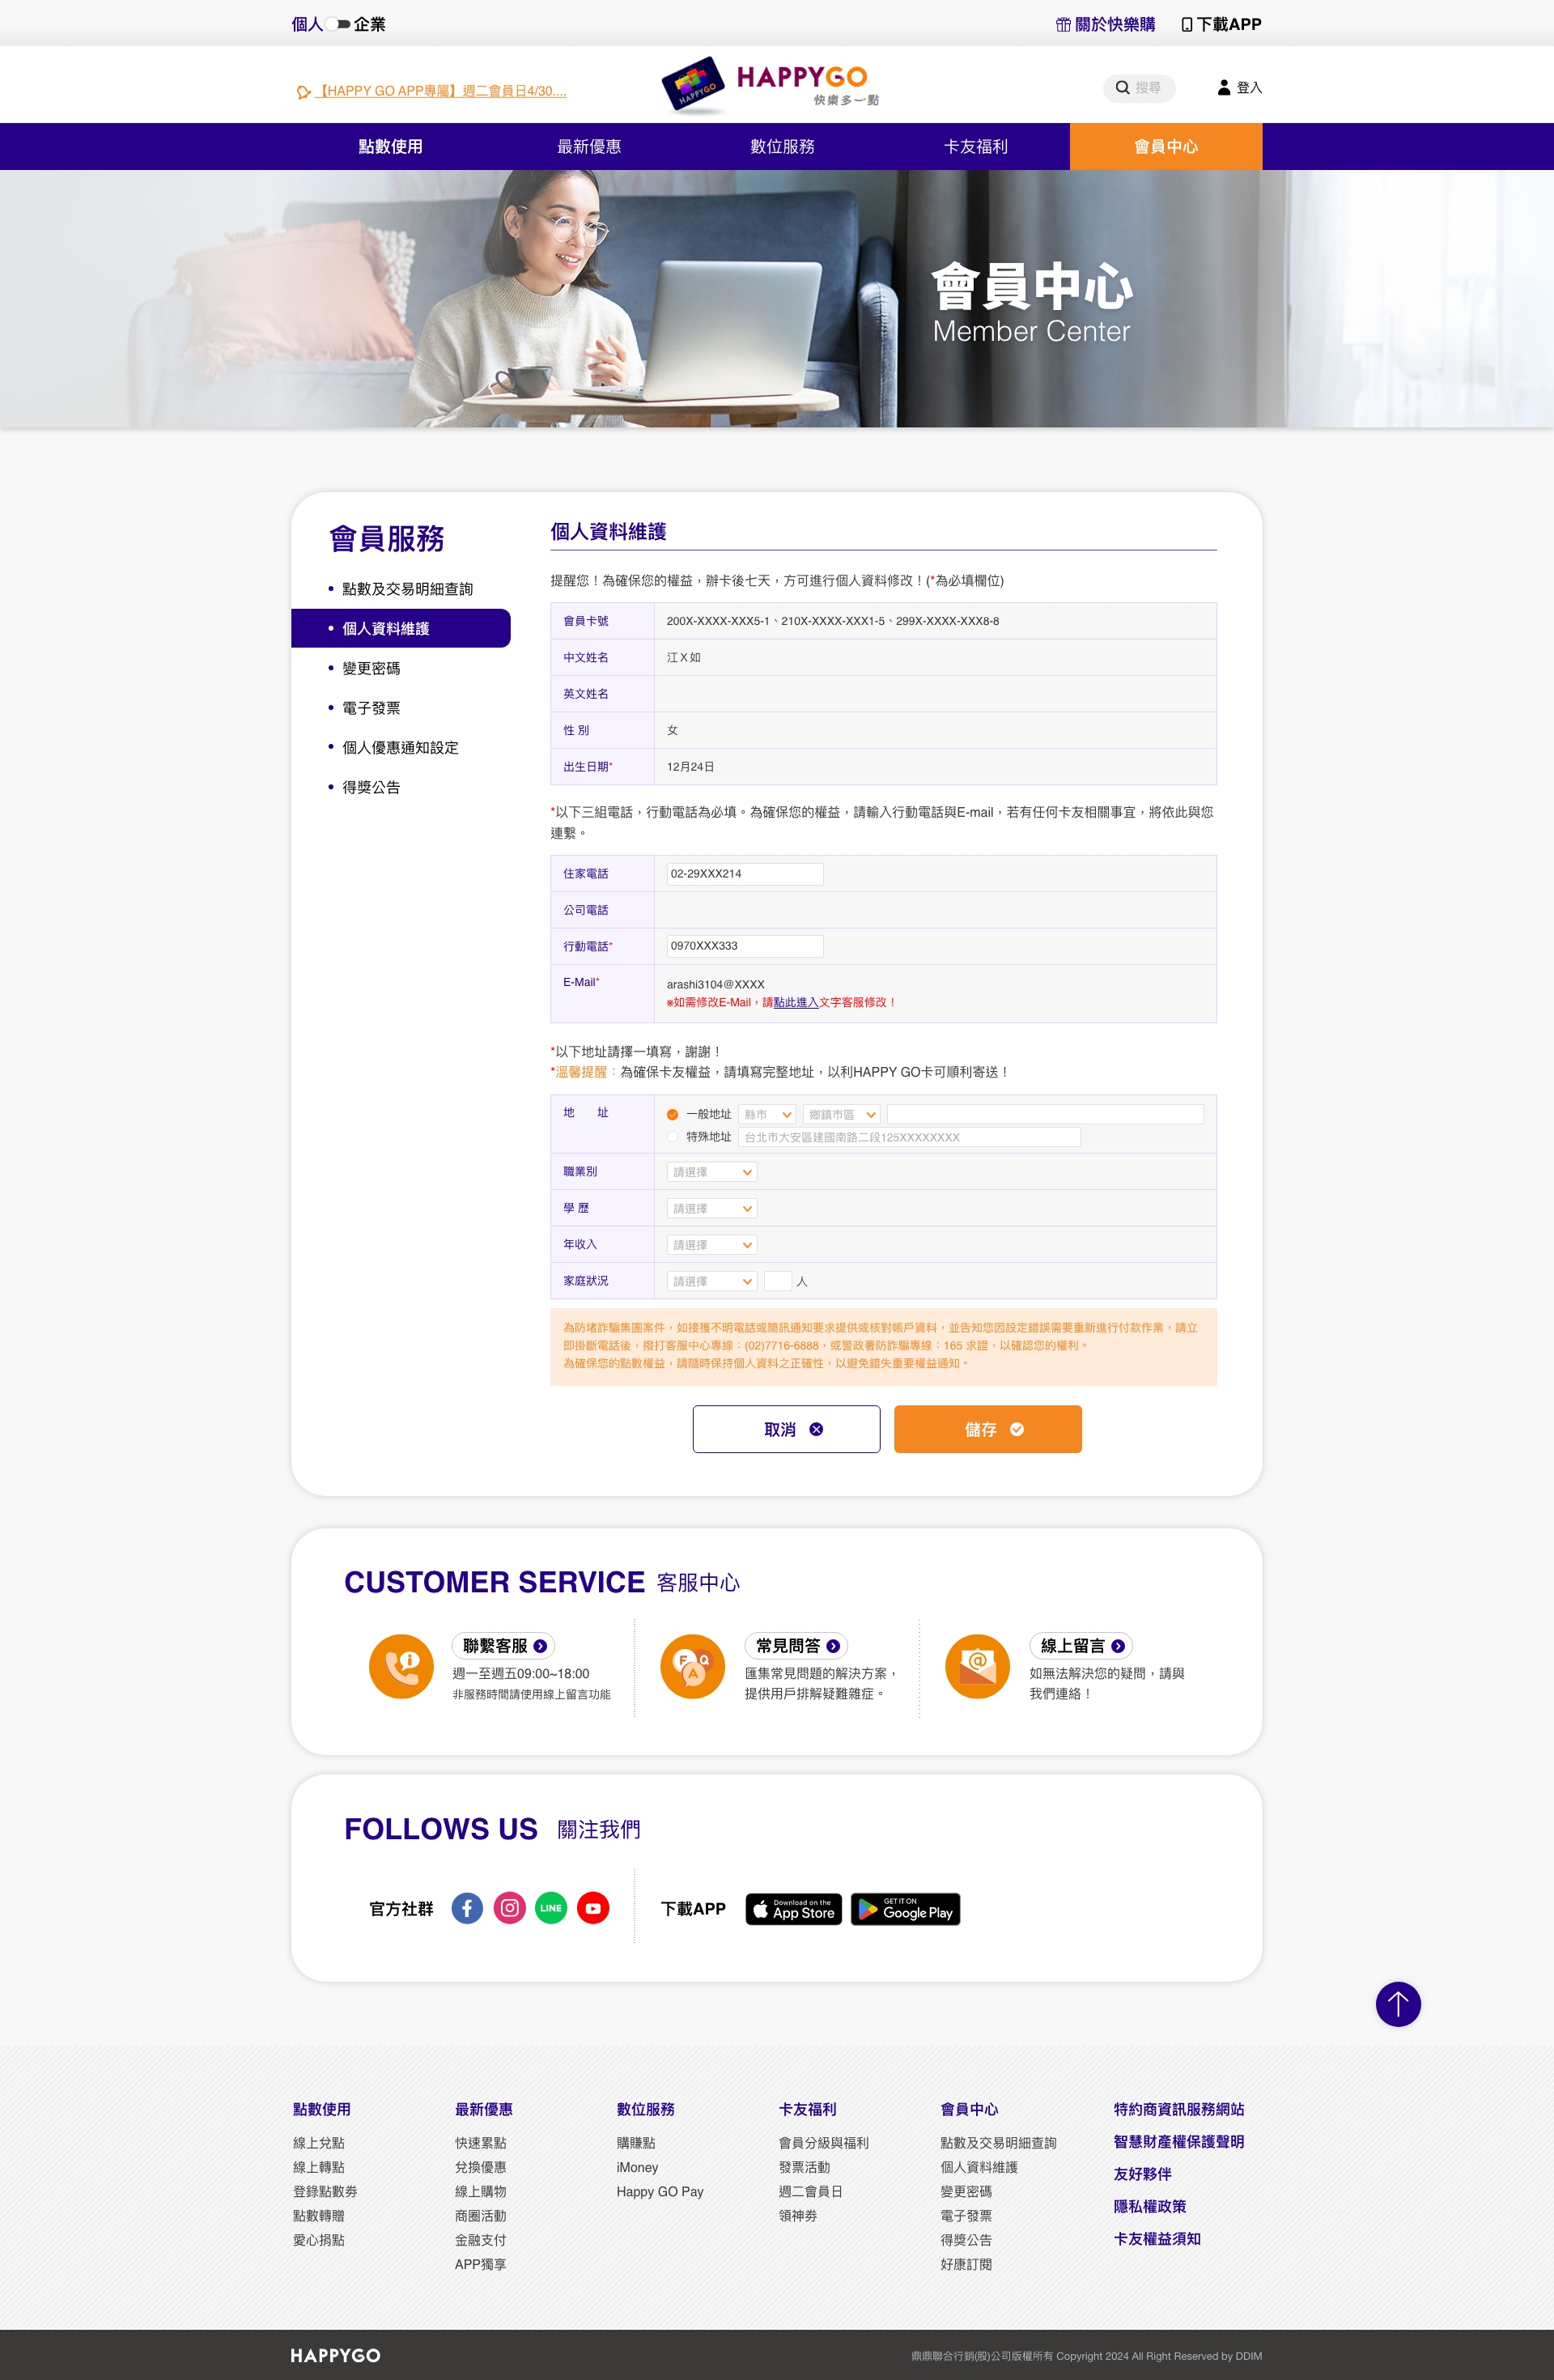 個人 企業
關於快樂購 下載APP
【HAPPY GO APP專屬】週二會員日4/30....
HAPPYGO
HAPPYGO
快樂多一點
搜尋
登入
點數使用 最新優惠 數位服務 卡友福利 會員中心
會員中心
Member Center
會員服務
點數及交易明細查詢
個人資料維護
變更密碼
電子發票
個人優惠通知設定
得獎公告
個人資料維護
提醒您！為確保您的權益，辦卡後七天，方可進行個人資料修改！(*為必填欄位)
會員卡號 200X-XXXX-XXX5-1、210X-XXXX-XXX1-5、299X-XXXX-XXX8-8
中文姓名 江Ｘ如
英文姓名
性 別 女
出生日期* 12月24日
*以下三組電話，行動電話為必填。為確保您的權益，請輸入行動電話與E-mail，若有任何卡友相關事宜，將依此與您
連繫。
住家電話 02-29XXX214
公司電話
行動電話* 0970XXX333
E-Mail* arashi3104@XXXX
※如需修改E-Mail，請點此進入文字客服修改！
*以下地址請擇一填寫，謝謝！
*溫馨提醒：為確保卡友權益，請填寫完整地址，以利HAPPY GO卡可順利寄送！
地　　址 一般地址 縣市 鄉鎮市區
特殊地址 台北市大安區建國南路二段125XXXXXXXX
職業別 請選擇
學 歷 請選擇
年收入 請選擇
家庭狀況 請選擇 人
為防堵詐騙集團案件，如接獲不明電話或簡訊通知要求提供或核對帳戶資料，並告知您因設定錯誤需要重新進行付款作業，請立
即掛斷電話後，撥打客服中心專線：(02)7716-6888，或警政署防詐騙專線：165 求證，以確認您的權利。
為確保您的點數權益，請隨時保持個人資料之正確性，以避免錯失重要權益通知。
取消 儲存
CUSTOMER SERVICE 客服中心
聯繫客服
週一至週五09:00~18:00
非服務時間請使用線上留言功能
F Q A
常見問答
匯集常見問題的解決方案，
提供用戶排解疑難雜症。
線上留言
如無法解決您的疑問，請與
我們連絡！
FOLLOWS US 關注我們
官方社群 LINE
下載APP
Download on the
App Store
GET IT ON
Google Play
點數使用
線上兌點
線上轉點
登錄點數券
點數轉贈
愛心捐點
最新優惠
快速累點
兌換優惠
線上購物
商圈活動
金融支付
APP獨享
數位服務
購賺點
iMoney
Happy GO Pay
卡友福利
會員分級與福利
發票活動
週二會員日
領神券
會員中心
點數及交易明細查詢
個人資料維護
變更密碼
電子發票
得獎公告
好康訂閱
特約商資訊服務網站
智慧財產權保護聲明
友好夥伴
隱私權政策
卡友權益須知
HAPPYGO
鼎鼎聯合行銷(股)公司版權所有 Copyright 2024 All Right Reserved by DDIM